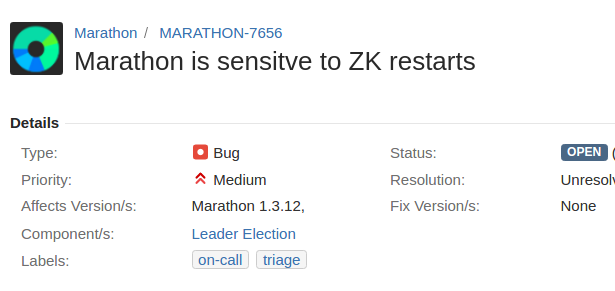 Marathon / MARATHON-7656
Marathon is sensitve to ZK restarts
Details
Type: Bug Status: OPEN
Priority: Medium Resolution: Unresolv
Affects Version/s: Marathon 1.3.12, Fix Version/s: None
Component/s: Leader Election
Labels: on-call triage